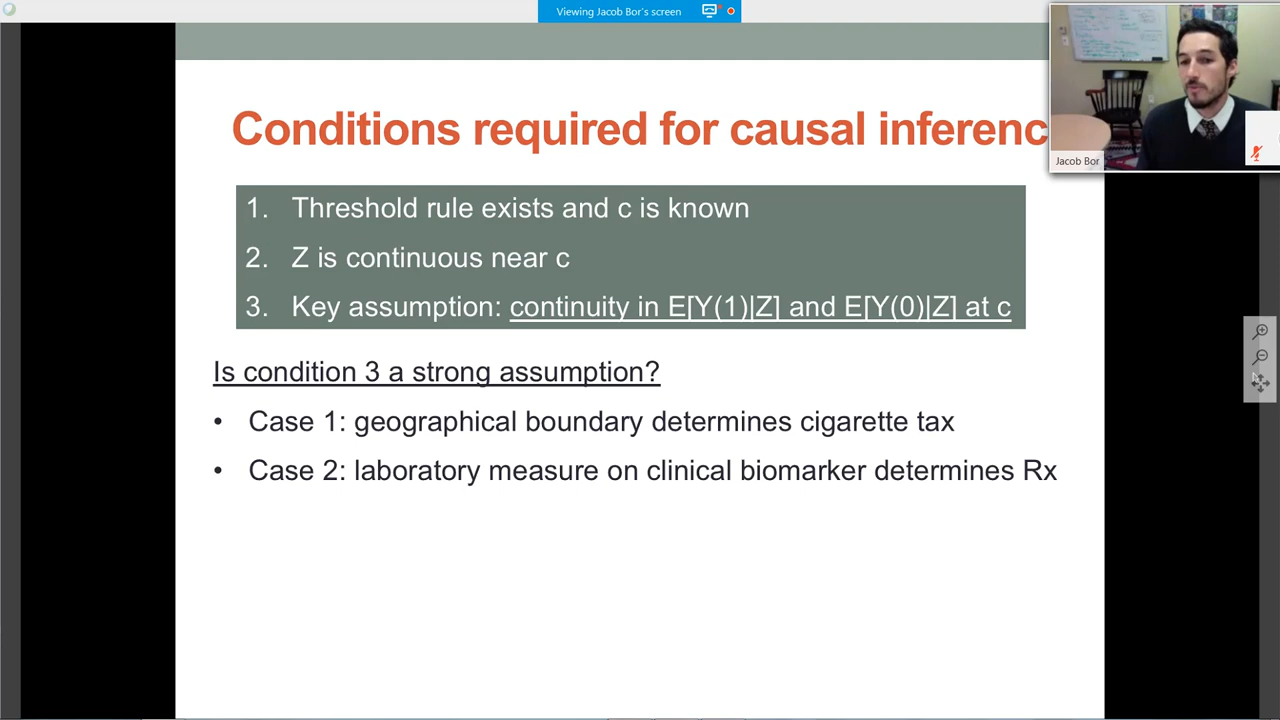 Viewing Jacob Bor's screen
Conditions required for causal inferenc
Jacob Bor
1. Threshold rule exists and c is known
2. Z is continuous near c
3. Key assumption: continuity in E[Y(1)|Z] and E[Y(0)|Z] at c
Is condition 3 a strong assumption?
• Case 1: geographical boundary determines cigarette tax
• Case 2: laboratory measure on clinical biomarker determines Rx